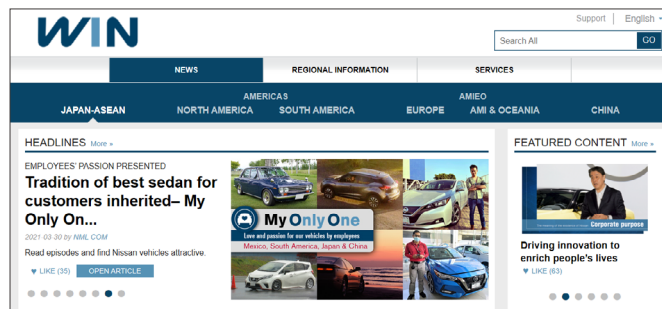 WIN
Support | English
Search All GO
NEWS REGIONAL INFORMATION SERVICES
AMERICAS AMIEO
JAPAN-ASEAN NORTH AMERICA SOUTH AMERICA EUROPE AMI & OCEANIA CHINA
HEADLINES More »
EMPLOYEES' PASSION PRESENTED
Tradition of best sedan for
customers inherited– My
Only On...
2021-03-30 by NML COM
Read episodes and find Nissan vehicles attractive.
♥ LIKE (35) OPEN ARTICLE
My Only One
Love and passion for our vehicles by employees
Mexico, South America, Japan & China
FEATURED CONTENT More »
Corporate purpose
Driving innovation to
enrich people's lives
♥ LIKE (63)